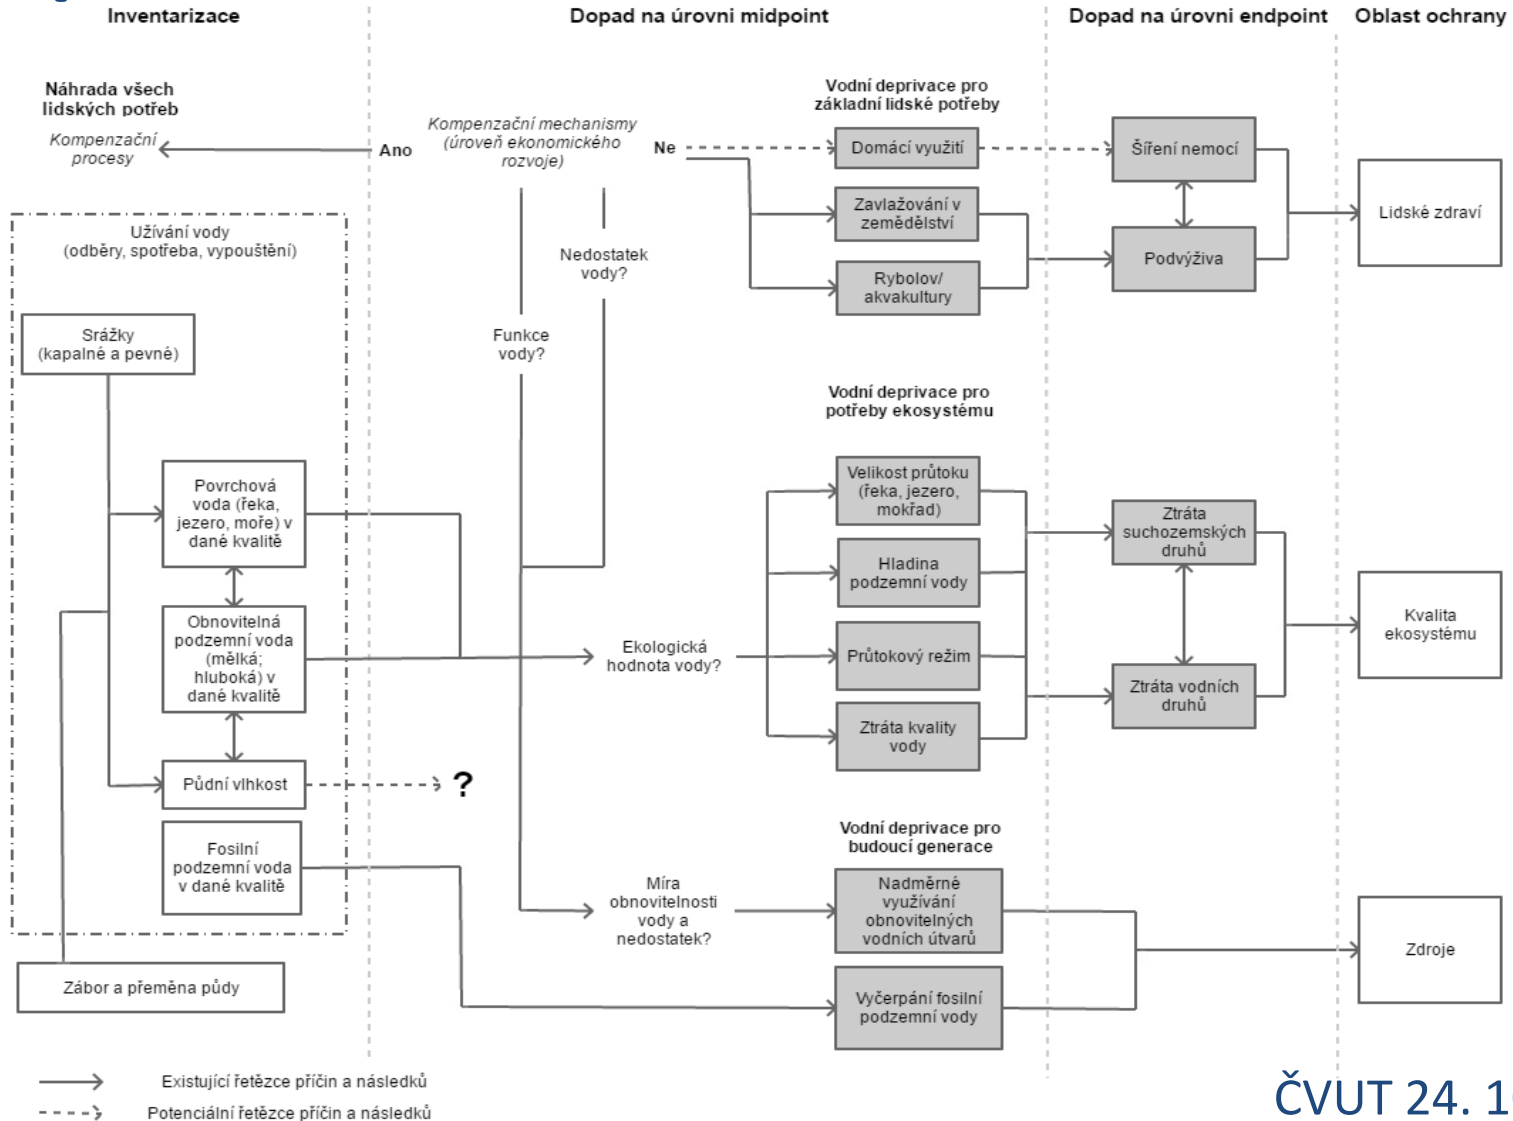 Inventarizace
Dopad na úrovni midpoint
Dopad na úrovni endpoint
Oblast ochrany
Náhrada všech
lidských potřeb
Kompenzační
procesy
Ano
Kompenzační mechanismy
(úroveň ekonomického
rozvoje)
Ne
Vodní deprivace pro
základní lidské potřeby
Domácí využití
Šíření nemocí
Zavlažování v
zemědělství
Lidské zdraví
Užívání vody
(odběry, spotřeba, vypouštění)
Nedostatek
vody?
Podvýživa
Rybolov/
akvakultury
Srážky
(kapalné a pevné)
Funkce
vody?
Vodní deprivace pro
potřeby ekosystému
Povrchová
voda (řeka,
jezero, moře) v
dané kvalitě
Velikost průtoku
(řeka, jezero,
mokřad)
Ztráta
suchozemských
druhů
Hladina
podzemní vody
Obnovitelná
podzemní voda
(mělká;
hluboká) v
dané kvalitě
Ekologická
hodnota vody?
Průtokový režim
Kvalita
ekosystému
Ztráta vodních
druhů
Ztráta kvality
vody
Půdní vlhkost
?
Fosilní
podzemní voda
v dané kvalitě
Vodní deprivace pro
budoucí generace
Míra
obnovitelnosti
vody a
nedostatek?
Nadměrné
využívání
obnovitelných
vodních útvarů
Zdroje
Zábor a přeměna půdy
Vyčerpání fosilní
podzemní vody
Existující řetězce příčin a následků
Potenciální řetězce příčin a následků
ČVUT 24. 1